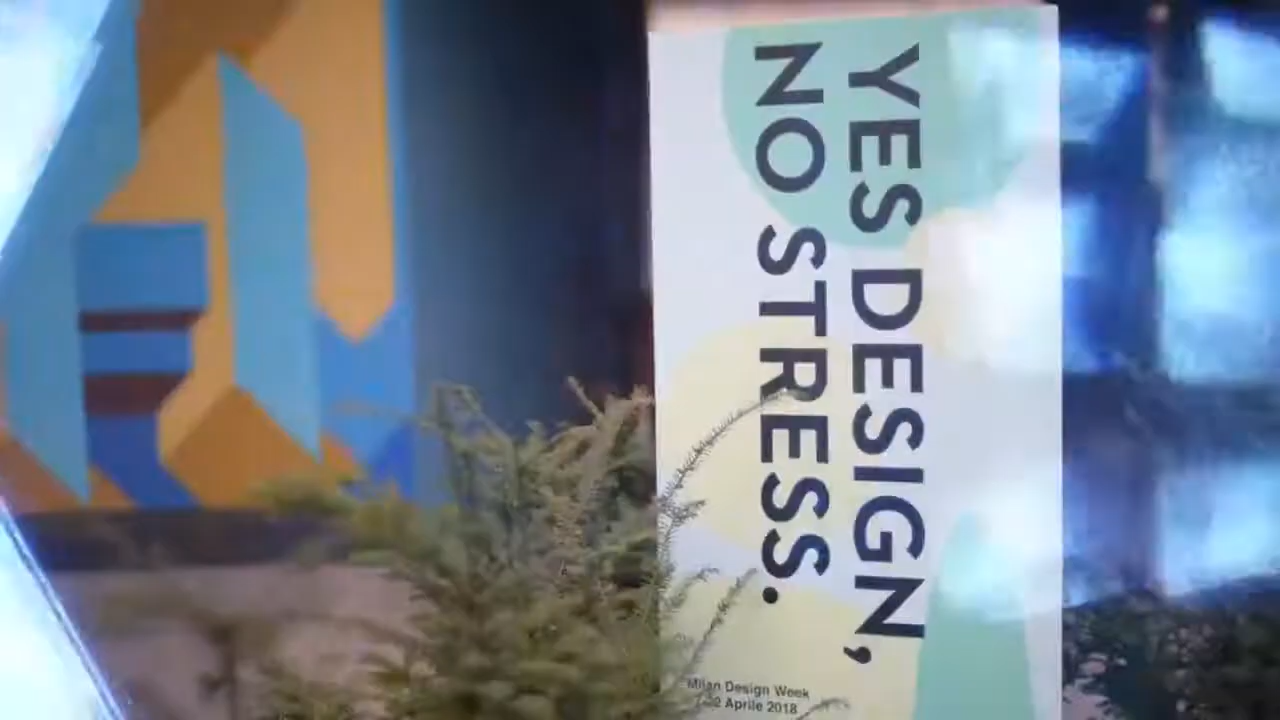 YES DESIGN,
NO STRESS.
Milan Design Week
Aprile 2018